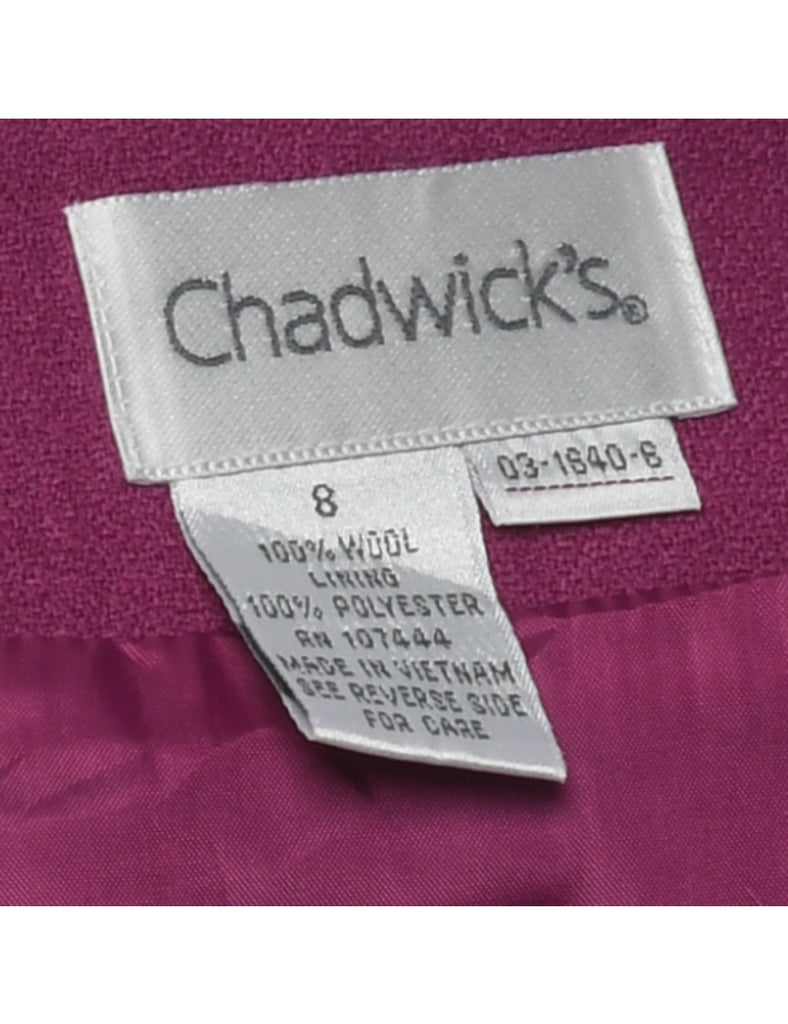 Chadwick's®
03-1640-6
8
100% WOOL
LINING
100% POLYESTER
RN 107444
MADE IN VIETNAM
SEE REVERSE SIDE
FOR CARE